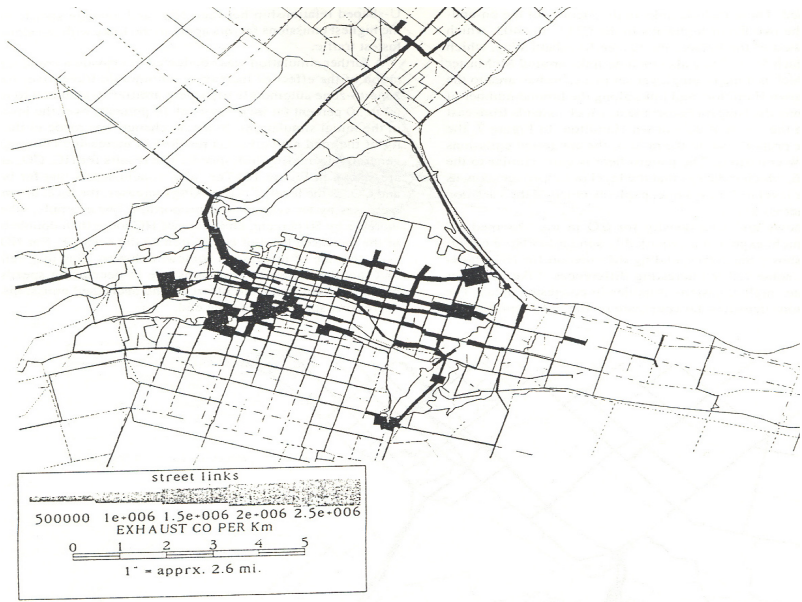 street links
500000 1e+006 1.5e+006 2e+006 2.5e+006
EXHAUST CO PER Km
0 1 2 3 4 5
1" = apprx. 2.6 mi.